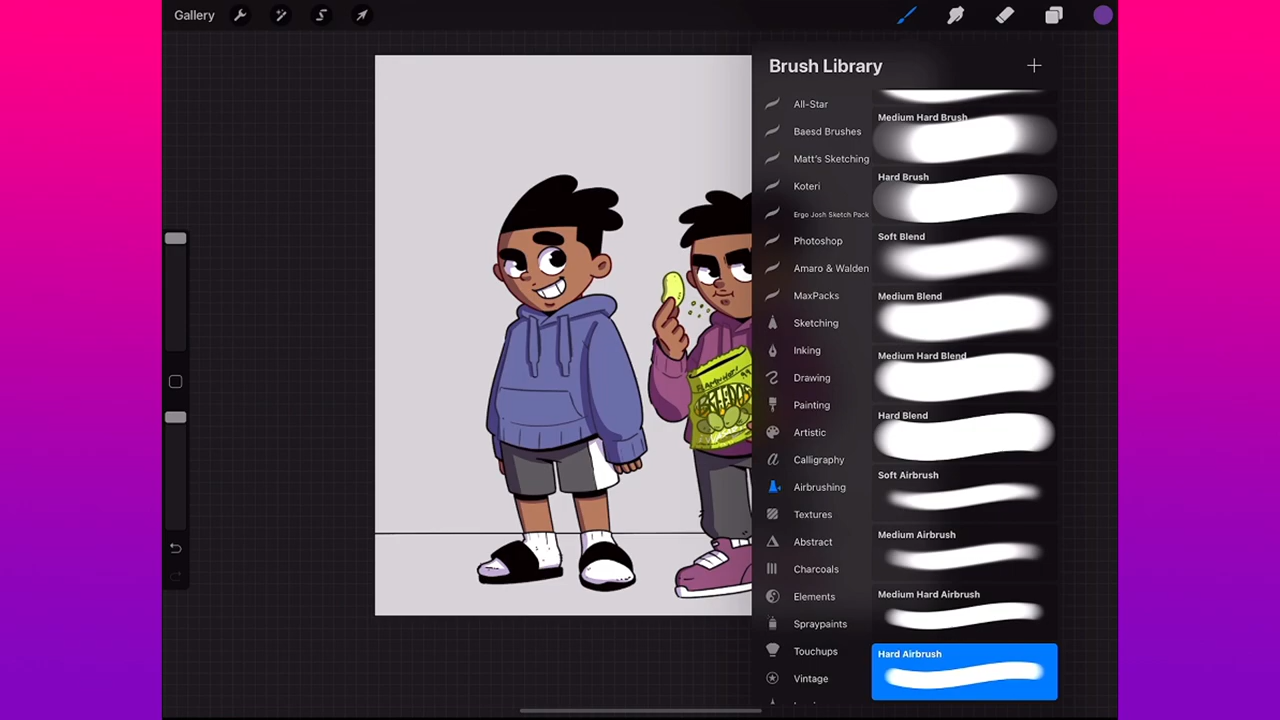 Gallery
Brush Library
All-Star
Baesd Brushes
Matt's Sketching
Koteri
Ergo Josh Sketch Pack
Photoshop
Amaro & Walden
MaxPacks
Sketching
Inking
Drawing
Painting
Artistic
Calligraphy
Airbrushing
Textures
Abstract
Charcoals
Elements
Spraypaints
Touchups
Vintage
Medium Hard Brush
Hard Brush
Soft Blend
Medium Blend
Medium Hard Blend
Hard Blend
Soft Airbrush
Medium Airbrush
Medium Hard Airbrush
Hard Airbrush